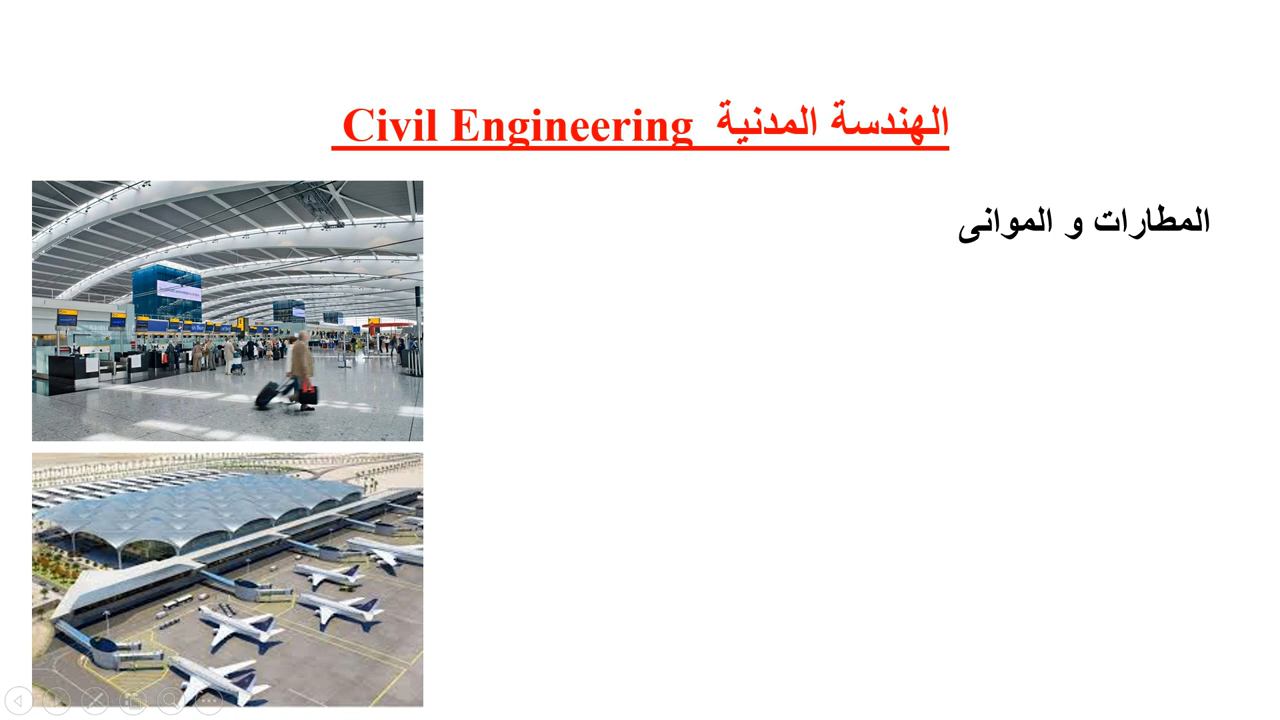 الهندسة المدنية Civil Engineering
المطارات و الموانى